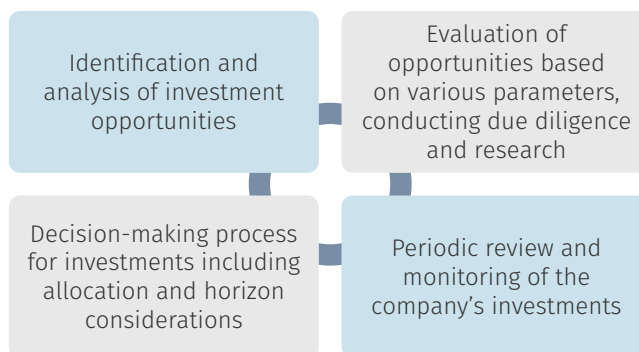 Identification and
analysis of investment
opportunities
Evaluation of
opportunities based
on various parameters,
conducting due diligence
and research
Decision-making process
for investments including
allocation and horizon
considerations
Periodic review and
monitoring of the
company’s investments